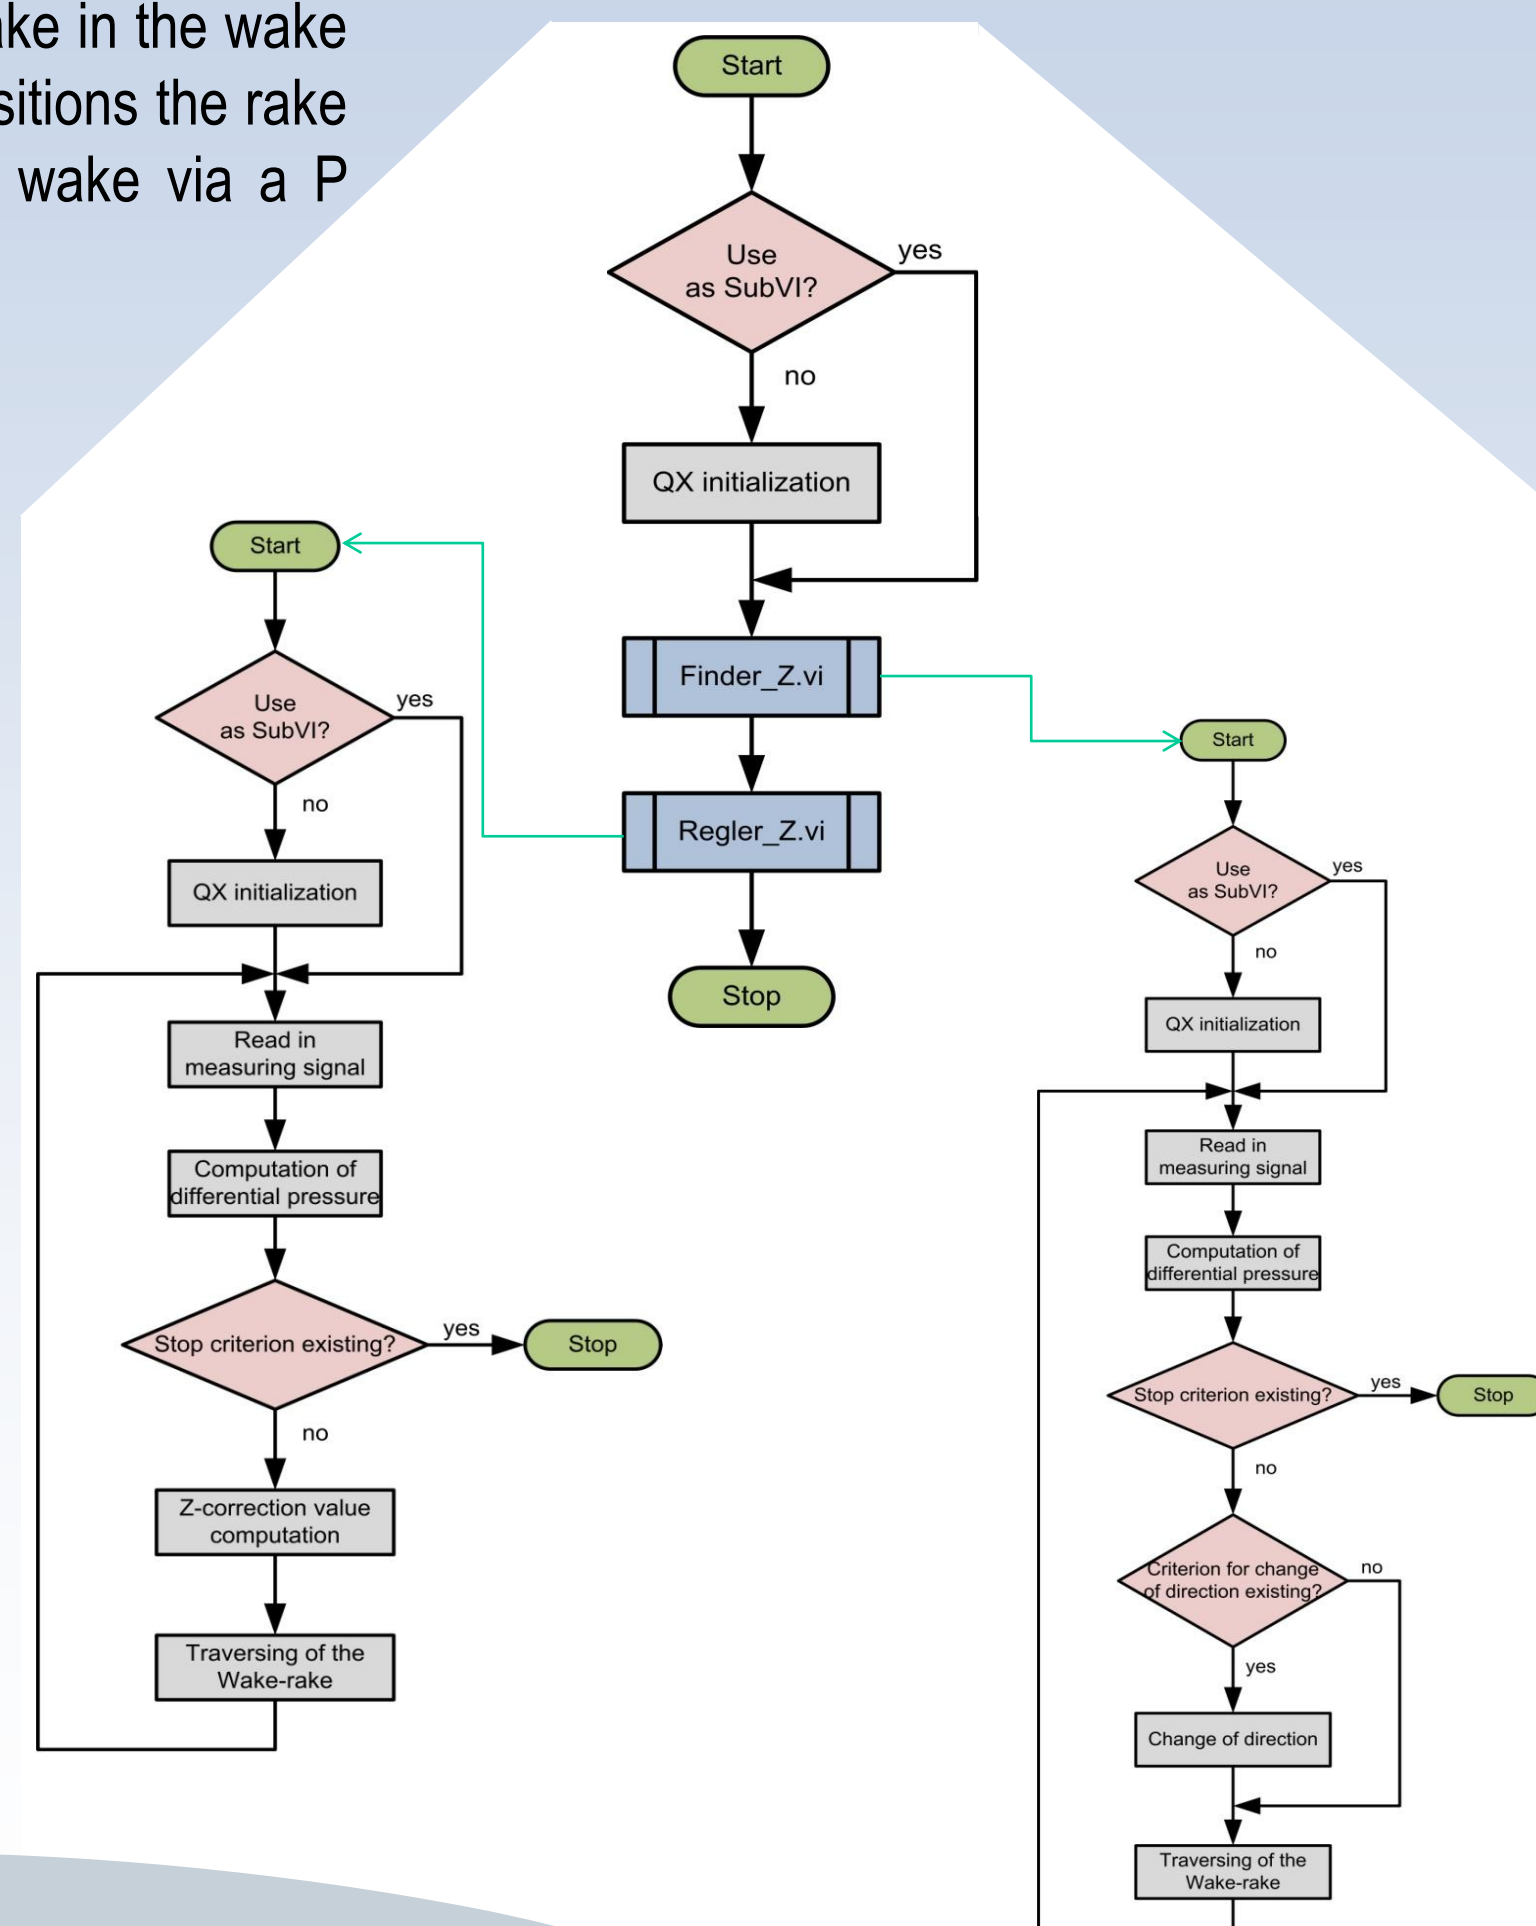 in the wake
the rake
wake via a P
Start
Use
as SubVI?
yes
no
QX initialization
Finder_Z.vi
Regler_Z.vi
Stop
Start
Use
as SubVI?
yes
no
QX initialization
Read in
measuring signal
Computation of
differential pressure
Stop criterion existing?
yes
Stop
no
Z-correction value
computation
Traversing of the
Wake-rake
Start
Use
as SubVI?
yes
no
QX initialization
Read in
measuring signal
Computation of
differential pressure
Stop criterion existing?
yes
Stop
no
Criterion for change
of direction existing?
no
yes
Change of direction
Traversing of the
Wake-rake